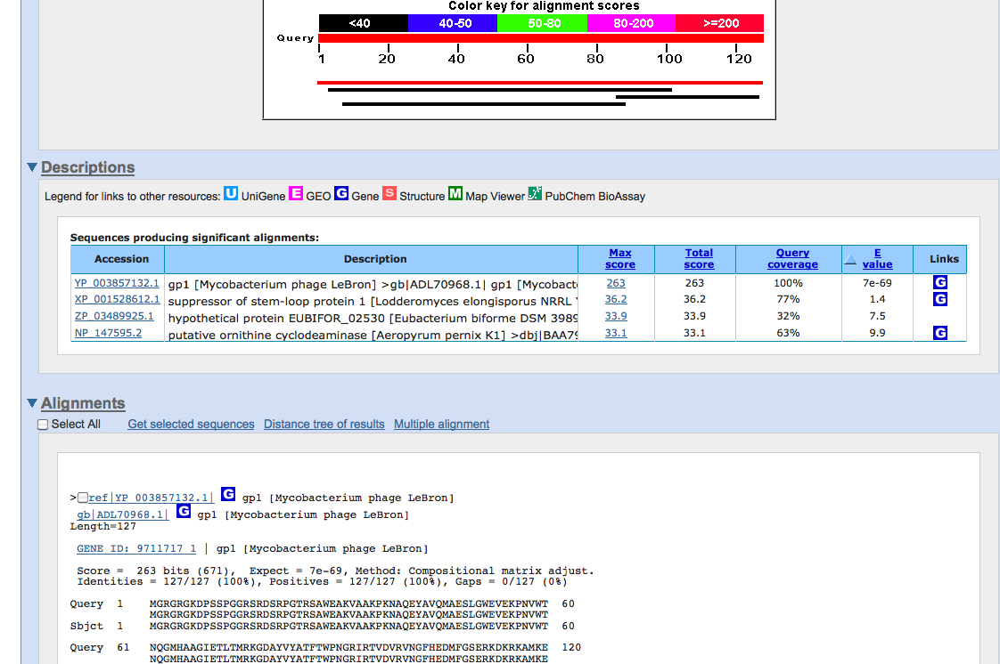 Color key for alignment scores
<40 40-50 50-80 80-200 >=200
Query
1 20 40 60 80 100 120
Descriptions
Legend for links to other resources: U UniGene E GEO G Gene S Structure M Map Viewer PubChem BioAssay
Sequences producing significant alignments:
Accession Description Max score Total score Query coverage E value Links
YP_003857132.1 gp1 [Mycobacterium phage LeBron] >gb|ADL70968.1| gp1 [Mycobact 263 263 100% 7e-69 G
XP_001528612.1 suppressor of stem-loop protein 1 [Lodderomyces elongisporus NRRL 36.2 36.2 77% 1.4 G
ZP_03489925.1 hypothetical protein EUBIFOR_02530 [Eubacterium biforme DSM 3989 33.9 33.9 32% 7.5
NP_147595.2 putative ornithine cyclodeaminase [Aeropyrum pernix K1] >dbj|BAA79 33.1 33.1 63% 9.9 G
Alignments
Select All Get selected sequences Distance tree of results Multiple alignment
>ref|YP_003857132.1| G gp1 [Mycobacterium phage LeBron]
gb|ADL70968.1| G gp1 [Mycobacterium phage LeBron]
Length=127
GENE ID: 9711717 1 | gp1 [Mycobacterium phage LeBron]
Score = 263 bits (671), Expect = 7e-69, Method: Compositional matrix adjust.
Identities = 127/127 (100%), Positives = 127/127 (100%), Gaps = 0/127 (0%)
Query 1 MGRGRGKDPSSPGGRSRDSRPGTRSAWEAKVAAKPKNAQEYAVQMAESLGWEVEKPNVWT 60
MGRGRGKDPSSPGGRSRDSRPGTRSAWEAKVAAKPKNAQEYAVQMAESLGWEVEKPNVWT
Sbjct 1 MGRGRGKDPSSPGGRSRDSRPGTRSAWEAKVAAKPKNAQEYAVQMAESLGWEVEKPNVWT 60
Query 61 NQGMHAAGIETLTMRKGDAYVYATFTWPNGRIRTVDVRVNGFHEDMFGSERKDKRKAMKE 120
NQGMHAAGIETLTMRKGDAYVYATFTWPNGRIRTVDVRVNGFHEDMFGSERKDKRKAMKE